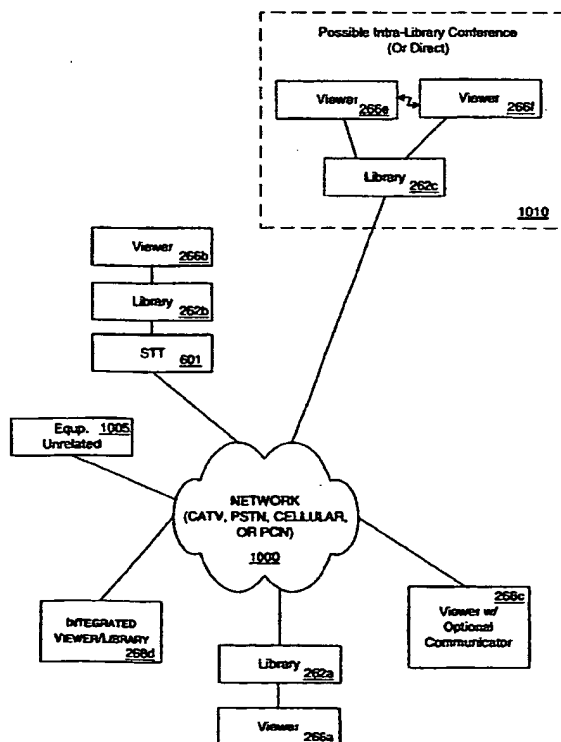 Possible Intra-Library Conference
(Or Direct)
Viewer
266e
Viewer
266f
Library
262c
1010
Viewer
266b
Library
262b
STT
601
Equp. 1005
Unrelated
NETWORK
(CATV, PSTN, CELLULAR,
OR PCN)
1000
266c
Viewer w/
Optional
Communicator
INTEGRATED
VIEWER/LIBRARY
266d
Library
262a
Viewer
266a